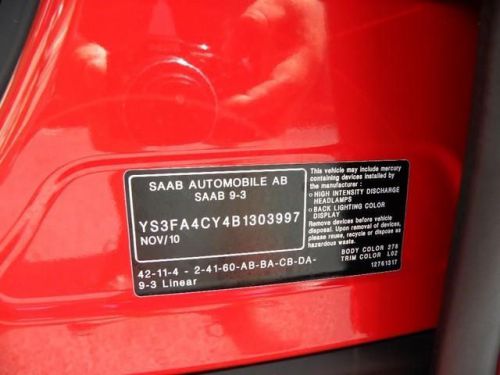 SAAB AUTOMOBILE AB
SAAB 9-3
YS3FA4CY4B1303997
NOV/10
42-11-4 - 2-41-60-AB-BA-CB-DA-
9-3 Linear
This vehicle may include mercury
containing devices installed by
the manufacturer :
○ HIGH INTENSITY DISCHARGE
HEADLAMPS
○ BACK LIGHTING COLOR
DISPLAY
Remove devices before vehicle
disposal. Upon removal of devices,
please reuse, recycle or dispose as
hazardous waste.
BODY COLOR 276
TRIM COLOR L02
12761317